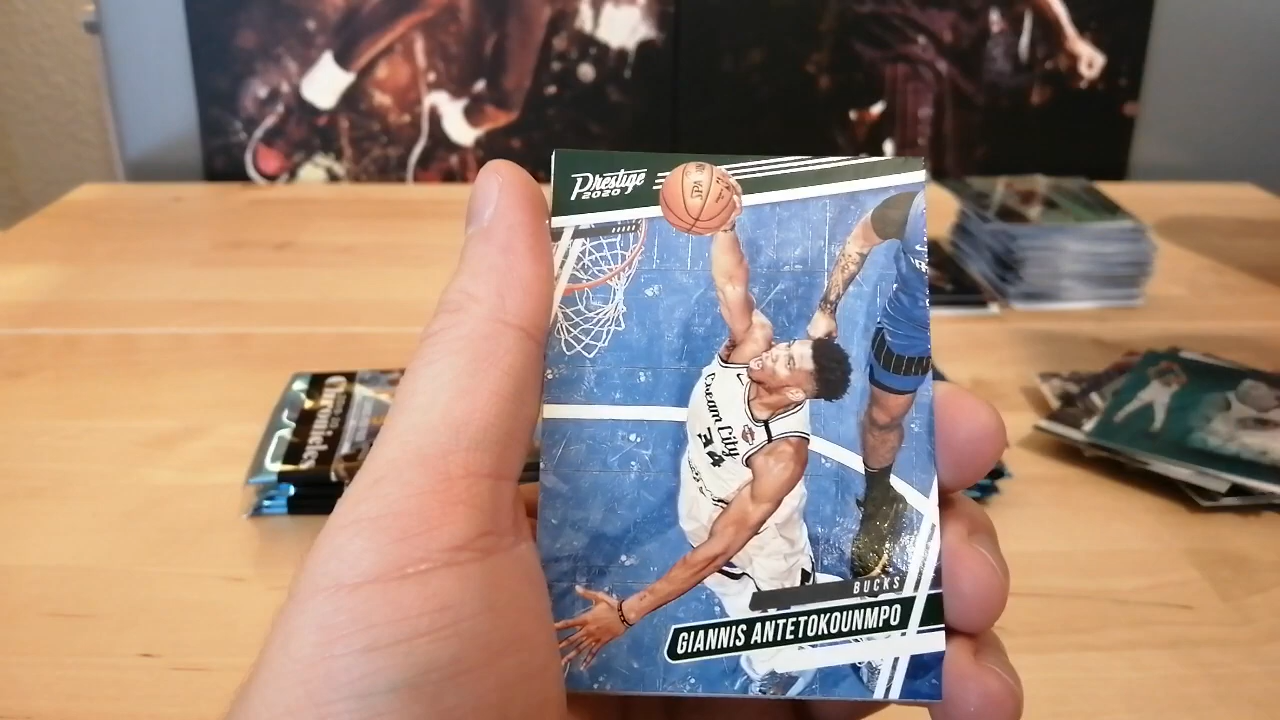 Prestige
2020
Cream City
34
BUCKS
GIANNIS ANTETOKOUNMPO
Chronicles